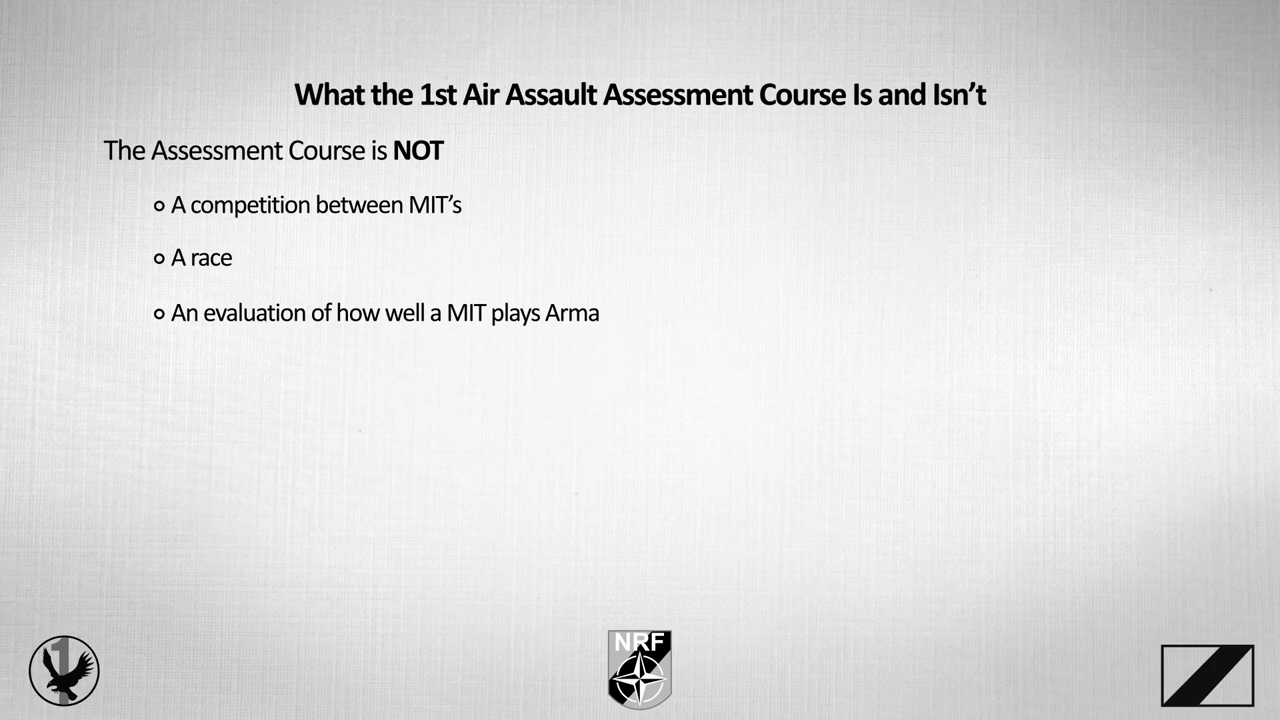 What the 1st Air Assault Assessment Course Is and Isn’t
The Assessment Course is NOT
A competition between MIT’s
A race
An evaluation of how well a MIT plays Arma
1
NRF